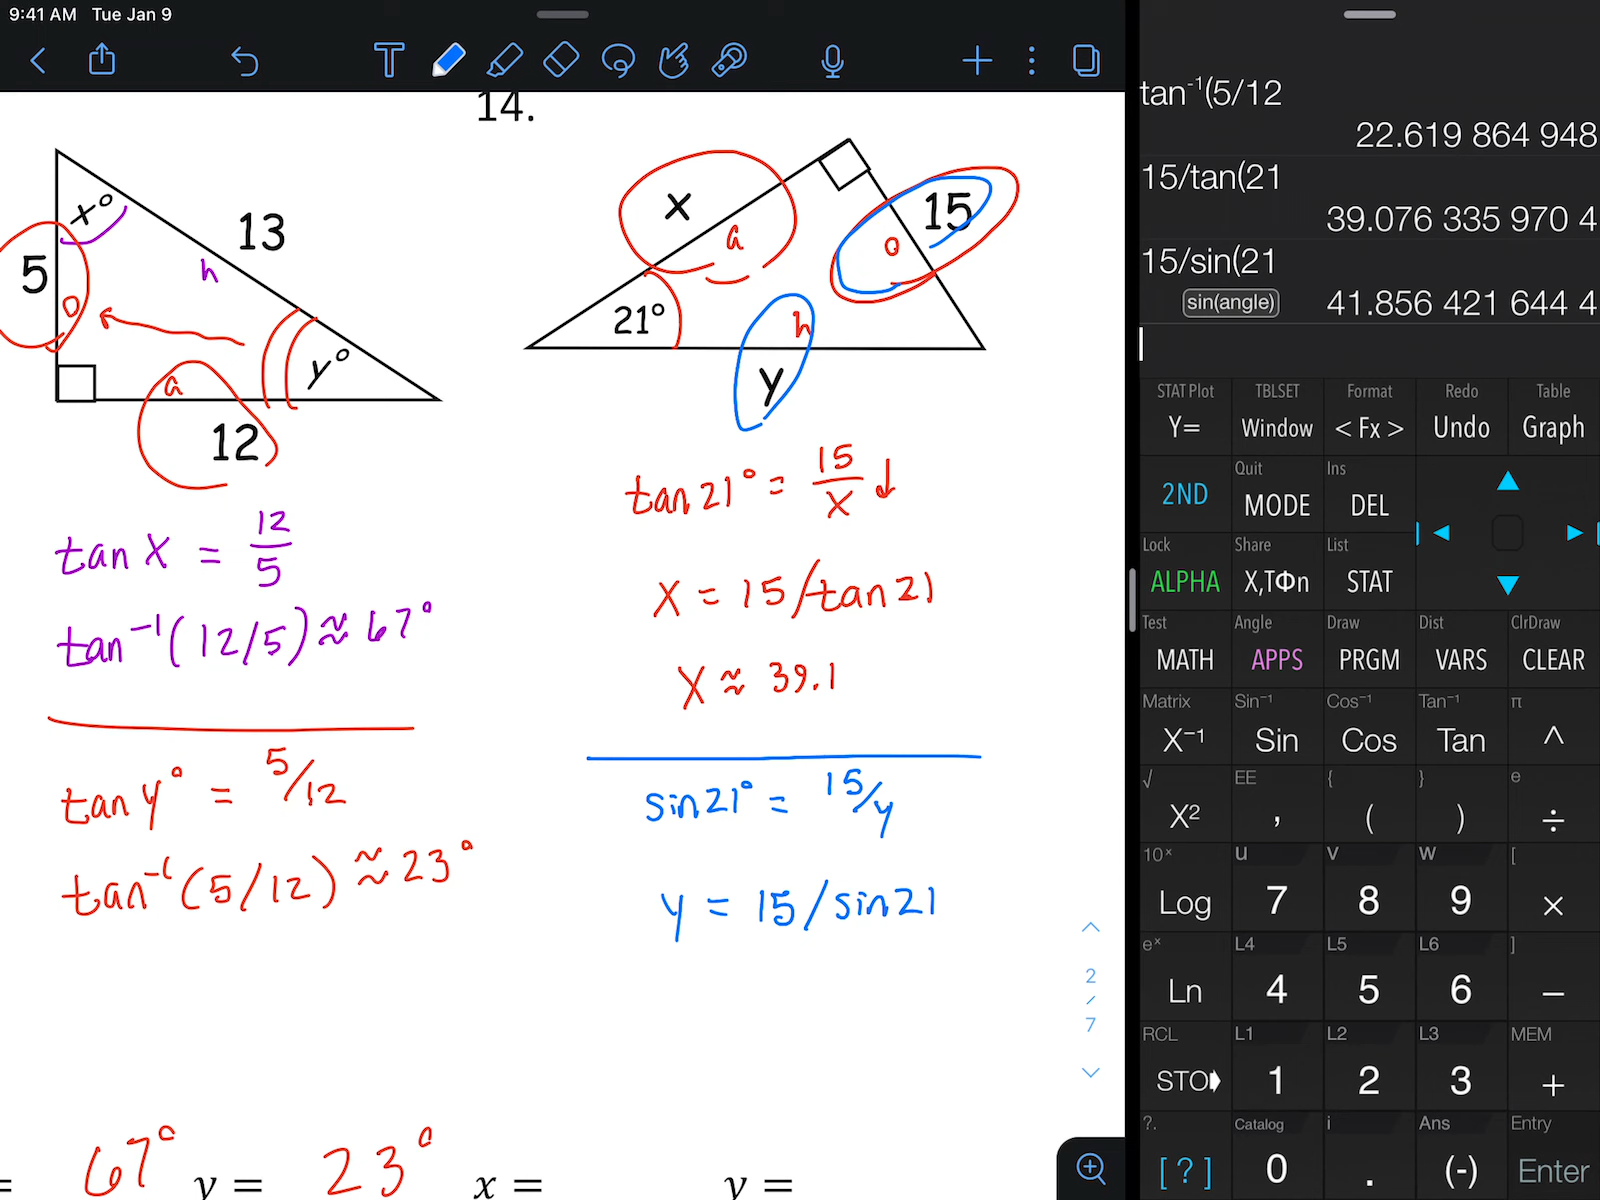 9:41 AM Tue Jan 9
14.
x°
13
5
h
o
y°
a
12
tan x = 12/5
tan⁻¹(12/5) ≈ 67°
tan y° = 5/12
tan⁻¹(5/12) ≈ 23°
= 67° y = 23°
x
a
15
o
21°
h
y
tan 21° = 15/x ↓
x = 15/tan 21
x ≈ 39.1
sin 21° = 15/y
y = 15/sin 21
x = y =
2
/
7
tan⁻¹(5/12
22.619 864 948
15/tan(21
39.076 335 970 4
15/sin(21
sin(angle) 41.856 421 644 4
STAT Plot TBLSET Format Redo Table
Y= Window < Fx > Undo Graph
Quit Ins
2ND MODE DEL
Lock Share List
ALPHA X,TΦn STAT
Test Angle Draw Dist ClrDraw
MATH APPS PRGM VARS CLEAR
Matrix Sin⁻¹ Cos⁻¹ Tan⁻¹ π
X⁻¹ Sin Cos Tan ^
√ EE { } e
X² , ( ) ÷
10ˣ u v w [
Log 7 8 9 ×
eˣ L4 L5 L6 ]
Ln 4 5 6 −
RCL L1 L2 L3 MEM
STO 1 2 3 +
?. Catalog i Ans Entry
[?] 0 . (-) Enter